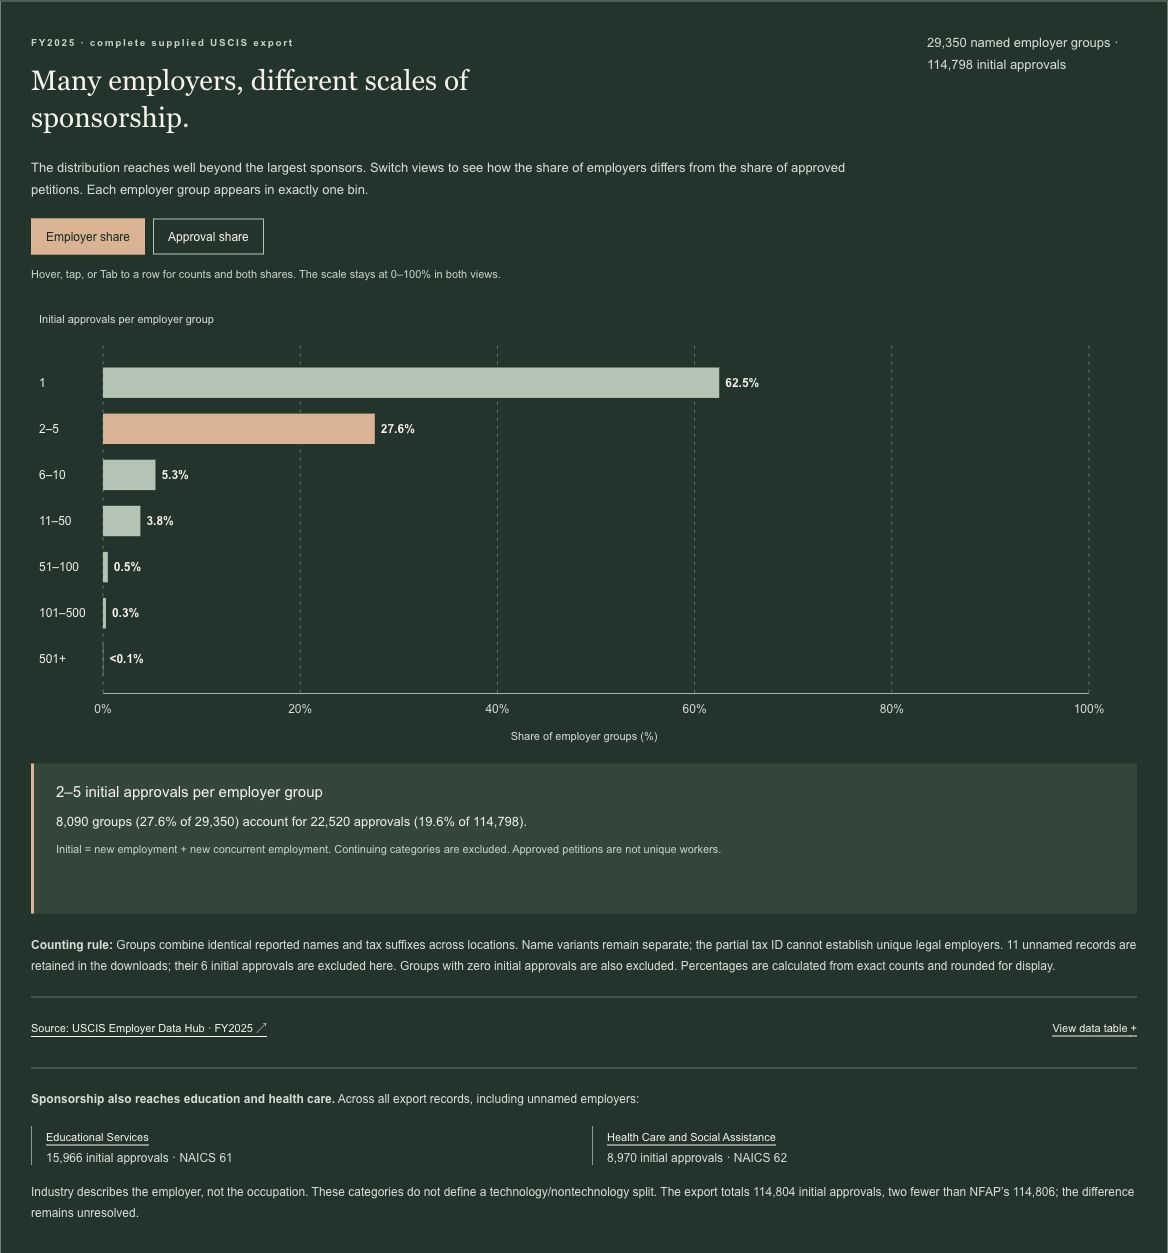 FY2025 · complete supplied USCIS export
29,350 named employer groups ·
114,798 initial approvals
Many employers, different scales of
sponsorship.
The distribution reaches well beyond the largest sponsors. Switch views to see how the share of employers differs from the share of approved
petitions. Each employer group appears in exactly one bin.
Employer share
Approval share
Hover, tap, or Tab to a row for counts and both shares. The scale stays at 0–100% in both views.
Initial approvals per employer group
1 62.5%
2–5 27.6%
6–10 5.3%
11–50 3.8%
51–100 0.5%
101–500 0.3%
501+ <0.1%
0% 20% 40% 60% 80% 100%
Share of employer groups (%)
2–5 initial approvals per employer group
8,090 groups (27.6% of 29,350) account for 22,520 approvals (19.6% of 114,798).
Initial = new employment + new concurrent employment. Continuing categories are excluded. Approved petitions are not unique workers.
Counting rule: Groups combine identical reported names and tax suffixes across locations. Name variants remain separate; the partial tax ID cannot establish unique legal employers. 11 unnamed records are
retained in the downloads; their 6 initial approvals are excluded here. Groups with zero initial approvals are also excluded. Percentages are calculated from exact counts and rounded for display.
Source: USCIS Employer Data Hub · FY2025 ↗
View data table +
Sponsorship also reaches education and health care. Across all export records, including unnamed employers:
Educational Services
15,966 initial approvals · NAICS 61
Health Care and Social Assistance
8,970 initial approvals · NAICS 62
Industry describes the employer, not the occupation. These categories do not define a technology/nontechnology split. The export totals 114,804 initial approvals, two fewer than NFAP's 114,806; the difference
remains unresolved.